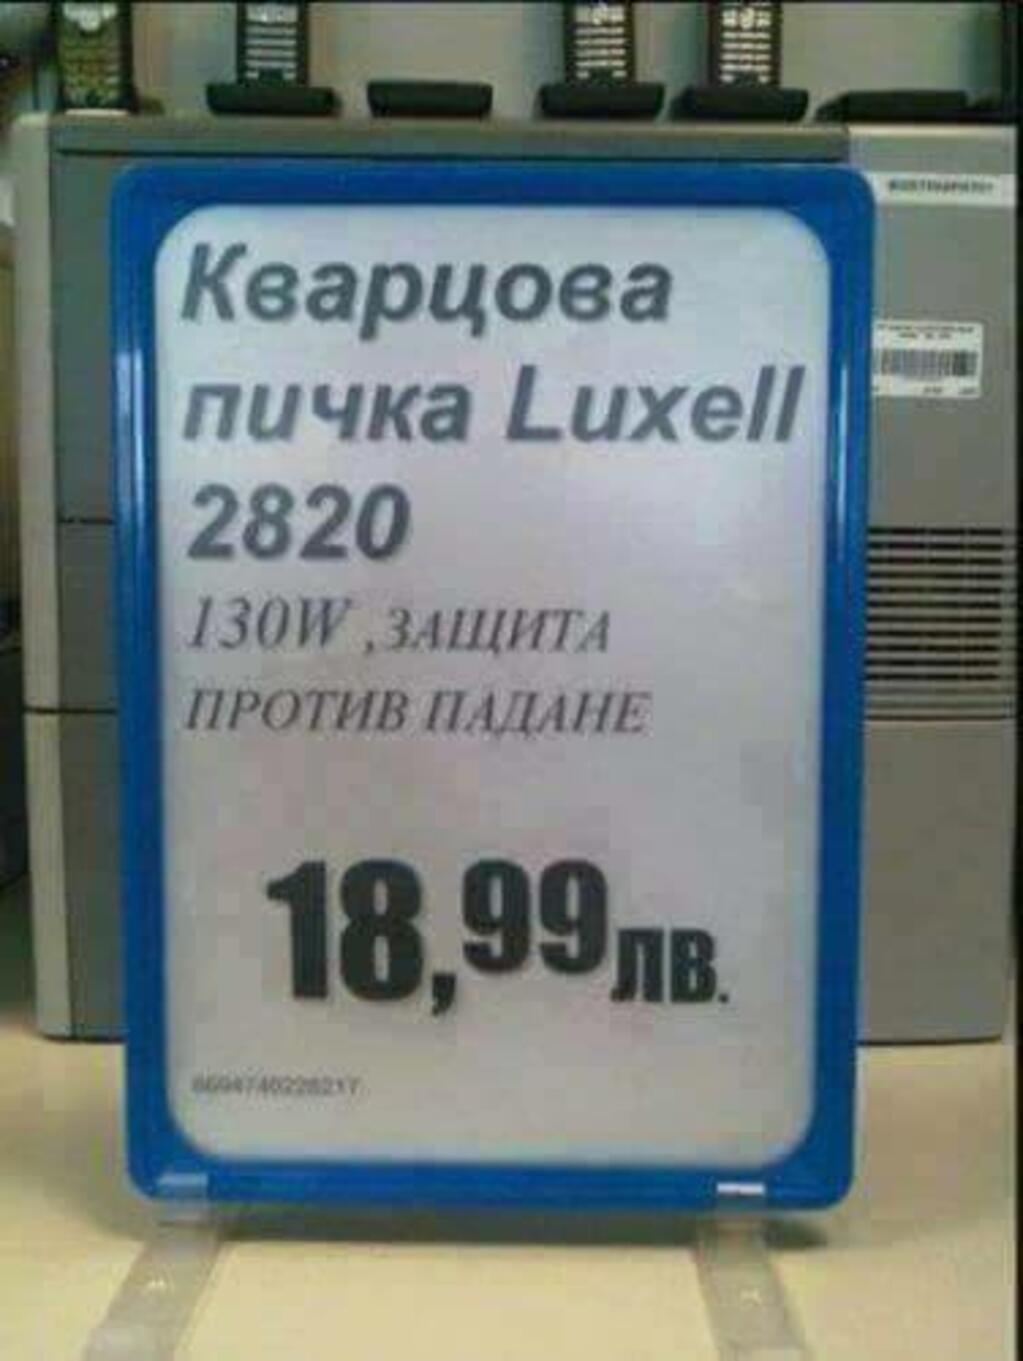 Кварцова
пичка Luxell
2820
130W ,ЗАЩИТА
ПРОТИВ ПАДАНЕ
18,99лв.